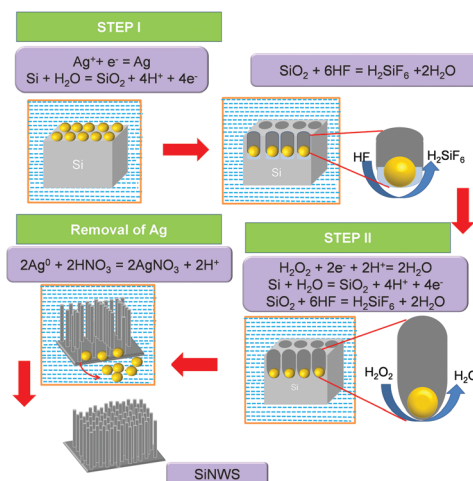 STEP I
Ag⁺+ e⁻ = Ag
Si + H₂O = SiO₂ + 4H⁺ + 4e⁻
SiO₂ + 6HF = H₂SiF₆ +2H₂O
Si
Si
HF
H₂SiF₆
Removal of Ag
2Ag⁰ + 2HNO₃ = 2AgNO₃ + 2H⁺
STEP II
H₂O₂ + 2e⁻ + 2H⁺= 2H₂O
Si + H₂O = SiO₂ + 4H⁺ + 4e⁻
SiO₂ + 6HF = H₂SiF₆ + 2H₂O
Si
H₂O₂
SiNWS